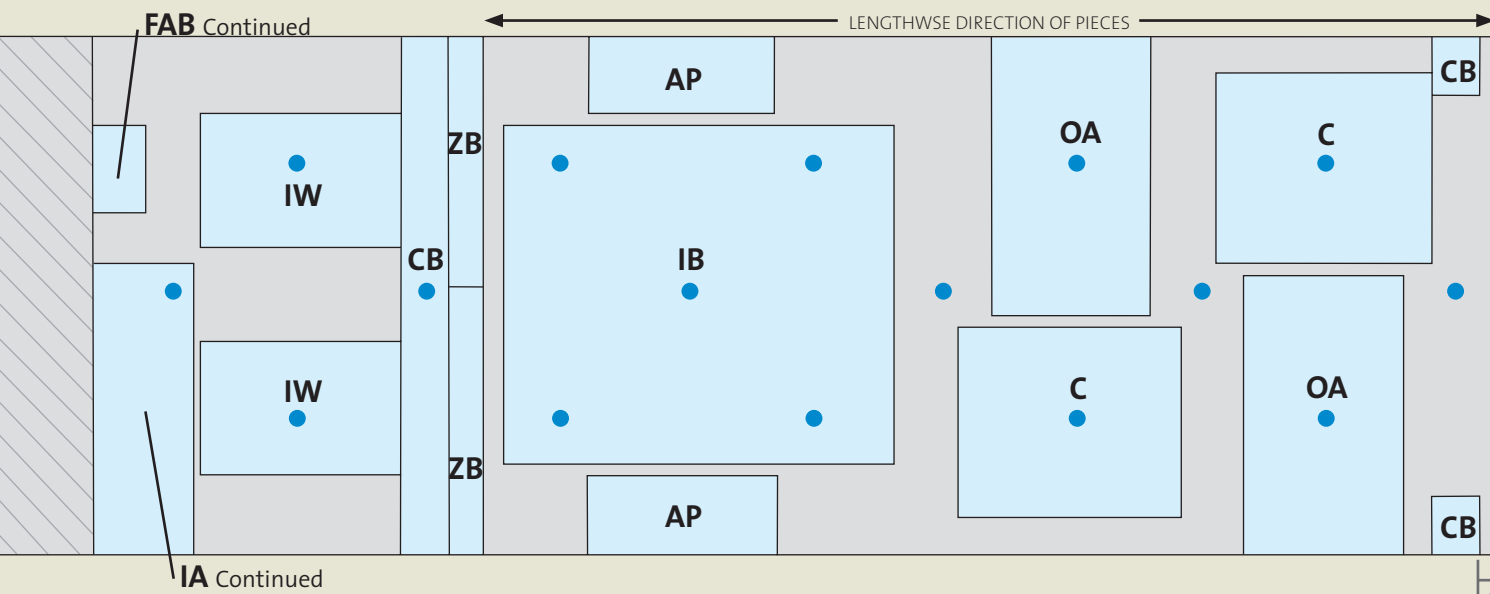 FAB Continued
LENGTHWSE DIRECTION OF PIECES
AP
OA
C
CB
ZB
IW
CB
IB
IW
C
OA
ZB
AP
CB
IA Continued